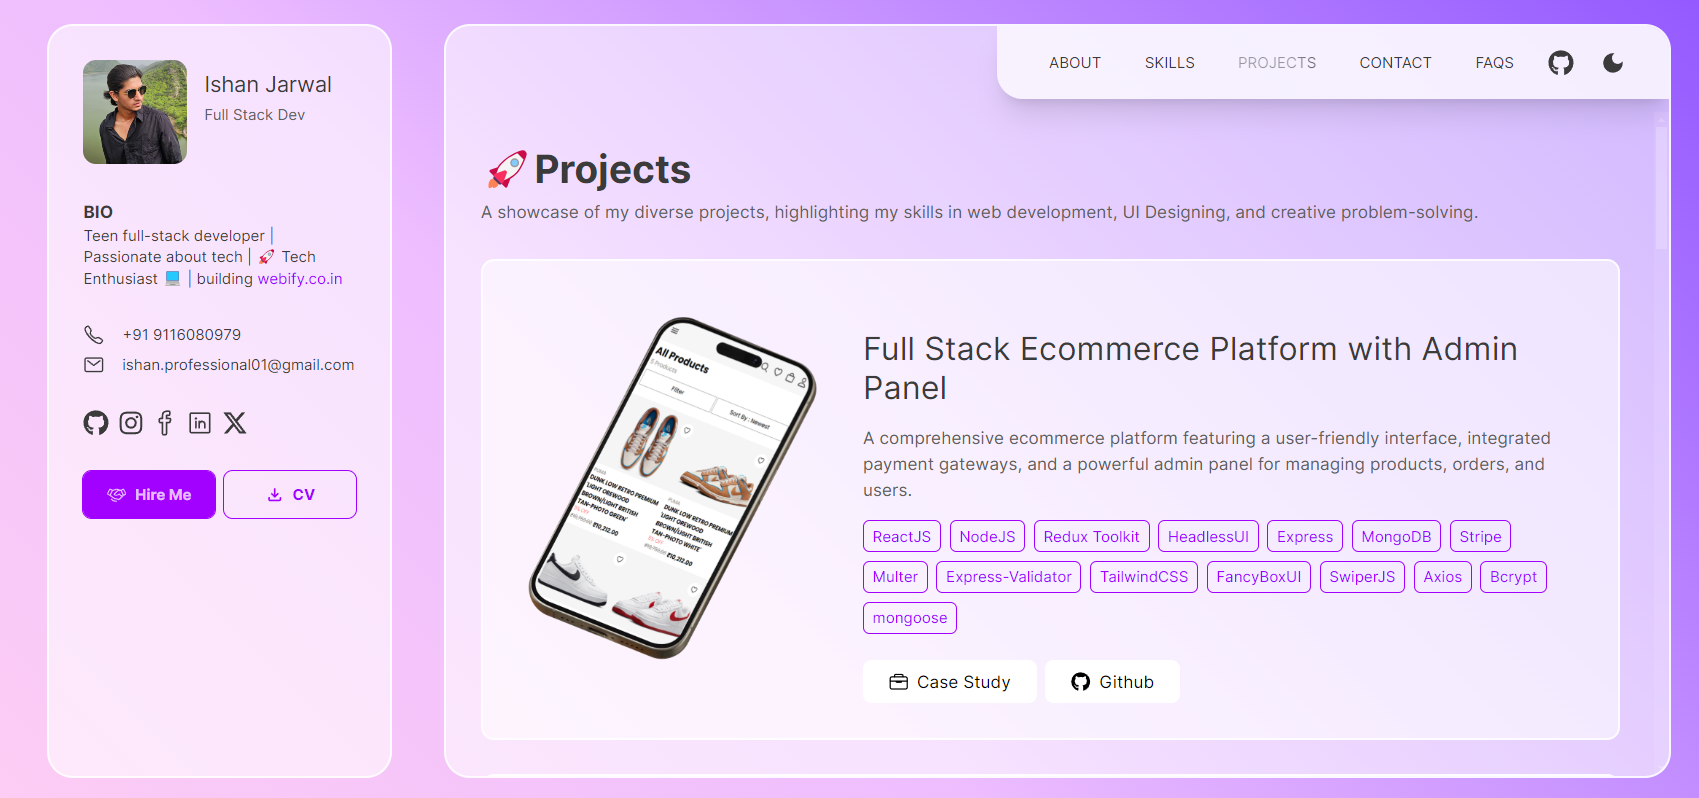 Ishan Jarwal
Full Stack Dev
BIO
Teen full-stack developer |
Passionate about tech | 🚀 Tech
Enthusiast 💻 | building webify.co.in
+91 9116080979
ishan.professional01@gmail.com
Hire Me
CV
ABOUT SKILLS PROJECTS CONTACT FAQS
🚀 Projects
A showcase of my diverse projects, highlighting my skills in web development, UI Designing, and creative problem-solving.
All Products
Products
Filter
Sort By : Newest
PUMA
DUNK LOW RETRO PREMIUM
'LIGHT OREWOOD
BROWN/LIGHT BRITISH
TAN-PHOTO GREEN'
₹10,212.00
PUMA
DUNK LOW RETRO PREMIUM
'LIGHT OREWOOD
BROWN/LIGHT BRITISH
TAN-PHOTO WHITE'
₹10,212.00
Full Stack Ecommerce Platform with Admin
Panel
A comprehensive ecommerce platform featuring a user-friendly interface, integrated
payment gateways, and a powerful admin panel for managing products, orders, and
users.
ReactJS NodeJS Redux Toolkit HeadlessUI Express MongoDB Stripe
Multer Express-Validator TailwindCSS FancyBoxUI SwiperJS Axios Bcrypt
mongoose
Case Study Github